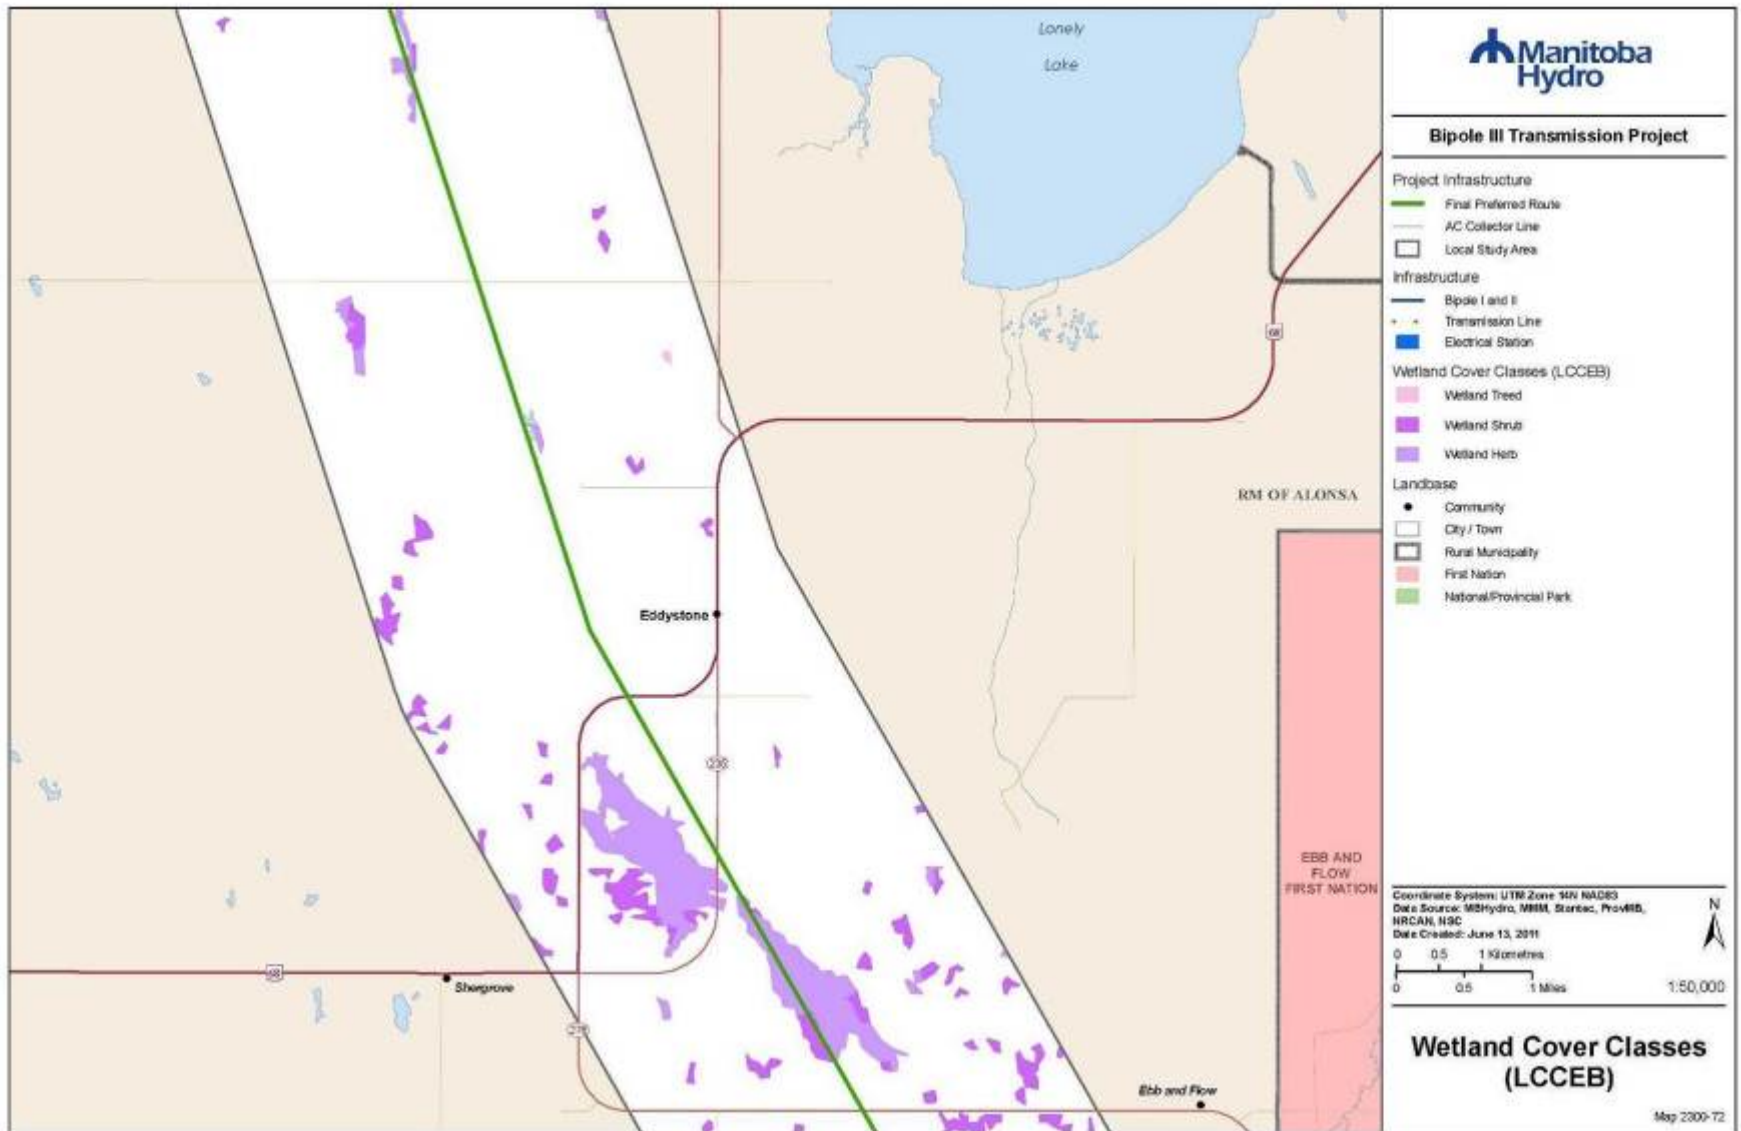 Lonely
Lake
68
RM OF ALONSA
Eddystone
EBB AND
FLOW
FIRST NATION
68
Shergrove
Ebb and Flow
Manitoba
Hydro
Bipole III Transmission Project
Project Infrastructure
Final Preferred Route
AC Collector Line
Local Study Area
Infrastructure
Bipole I and II
Transmission Line
Electrical Station
Wetland Cover Classes (LCCEB)
Wetland Treed
Wetland Shrub
Wetland Herb
Landbase
Community
City / Town
Rural Municipality
First Nation
National/Provincial Park
Coordinate System: UTM Zone 14N NAD83
Data Source: MBHydro, MMM, Stantec, ProvMB,
NRCAN, NSC
Date Created: June 13, 2011
N
0 0.5 1 Kilometres
0 0.5 1 Miles
1:50,000
Wetland Cover Classes
(LCCEB)
Map 2300-72